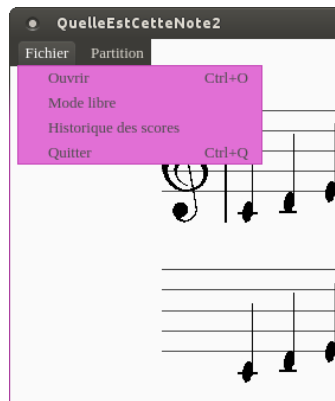 QuelleEstCetteNote2
Fichier Partition
Ouvrir Ctrl+O
Mode libre
Historique des scores
Quitter Ctrl+Q